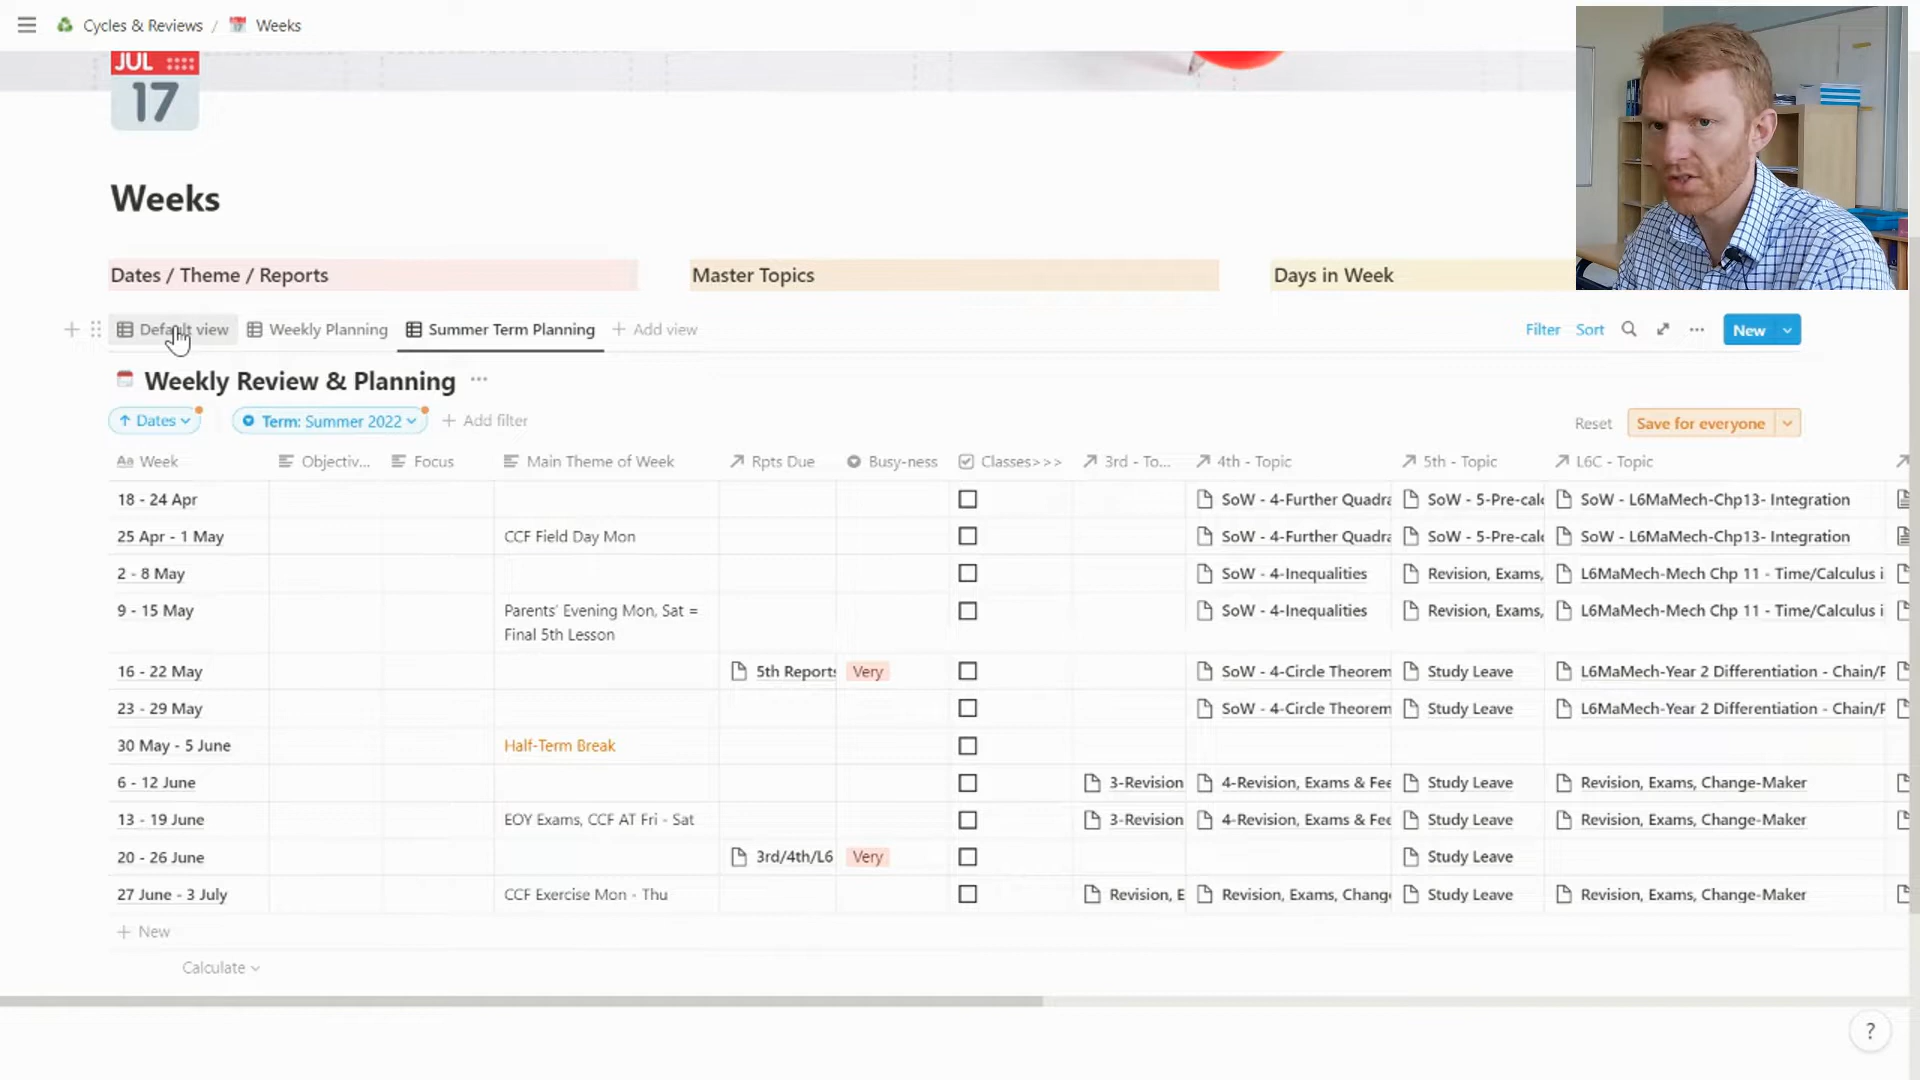 Cycles & Reviews / Weeks
JUL
17
Weeks
Dates / Theme / Reports
Master Topics
Days in Week
Default view
Weekly Planning
Summer Term Planning
+ Add view
Filter
Sort
New
Weekly Review & Planning
Dates
Term: Summer 2022
+ Add filter
Reset
Save for everyone
Aa Week Objectiv... Focus Main Theme of Week Rpts Due Busy-ness Classes>>> 3rd - To... 4th - Topic 5th - Topic L6C - Topic
18 - 24 Apr SoW - 4-Further Quadra SoW - 5-Pre-calc SoW - L6MaMech-Chp13- Integration
25 Apr - 1 May CCF Field Day Mon SoW - 4-Further Quadra SoW - 5-Pre-calc SoW - L6MaMech-Chp13- Integration
2 - 8 May SoW - 4-Inequalities Revision, Exams, L6MaMech-Mech Chp 11 - Time/Calculus i
9 - 15 May Parents' Evening Mon, Sat = SoW - 4-Inequalities Revision, Exams, L6MaMech-Mech Chp 11 - Time/Calculus i
Final 5th Lesson
16 - 22 May 5th Reports Very SoW - 4-Circle Theorem Study Leave L6MaMech-Year 2 Differentiation - Chain/P
23 - 29 May SoW - 4-Circle Theorem Study Leave L6MaMech-Year 2 Differentiation - Chain/P
30 May - 5 June Half-Term Break
6 - 12 June 3-Revision 4-Revision, Exams & Fee Study Leave Revision, Exams, Change-Maker
13 - 19 June EOY Exams, CCF AT Fri - Sat 3-Revision 4-Revision, Exams & Fee Study Leave Revision, Exams, Change-Maker
20 - 26 June 3rd/4th/L6 Very Study Leave
27 June - 3 July CCF Exercise Mon - Thu Revision, E Revision, Exams, Chang Study Leave Revision, Exams, Change-Maker
+ New
Calculate
?